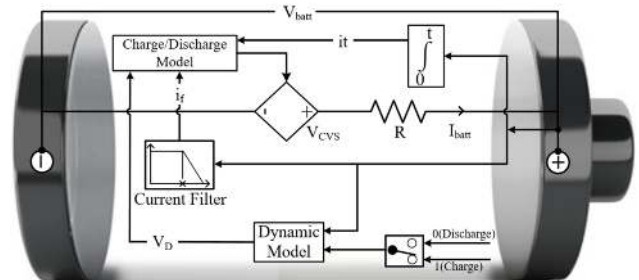 V_batt
Charge/Discharge
Model
it
t
∫
0
i_f
- +
V_CVS
R
I_batt
+
Current Filter
V_D
Dynamic
Model
0(Discharge)
1(Charge)